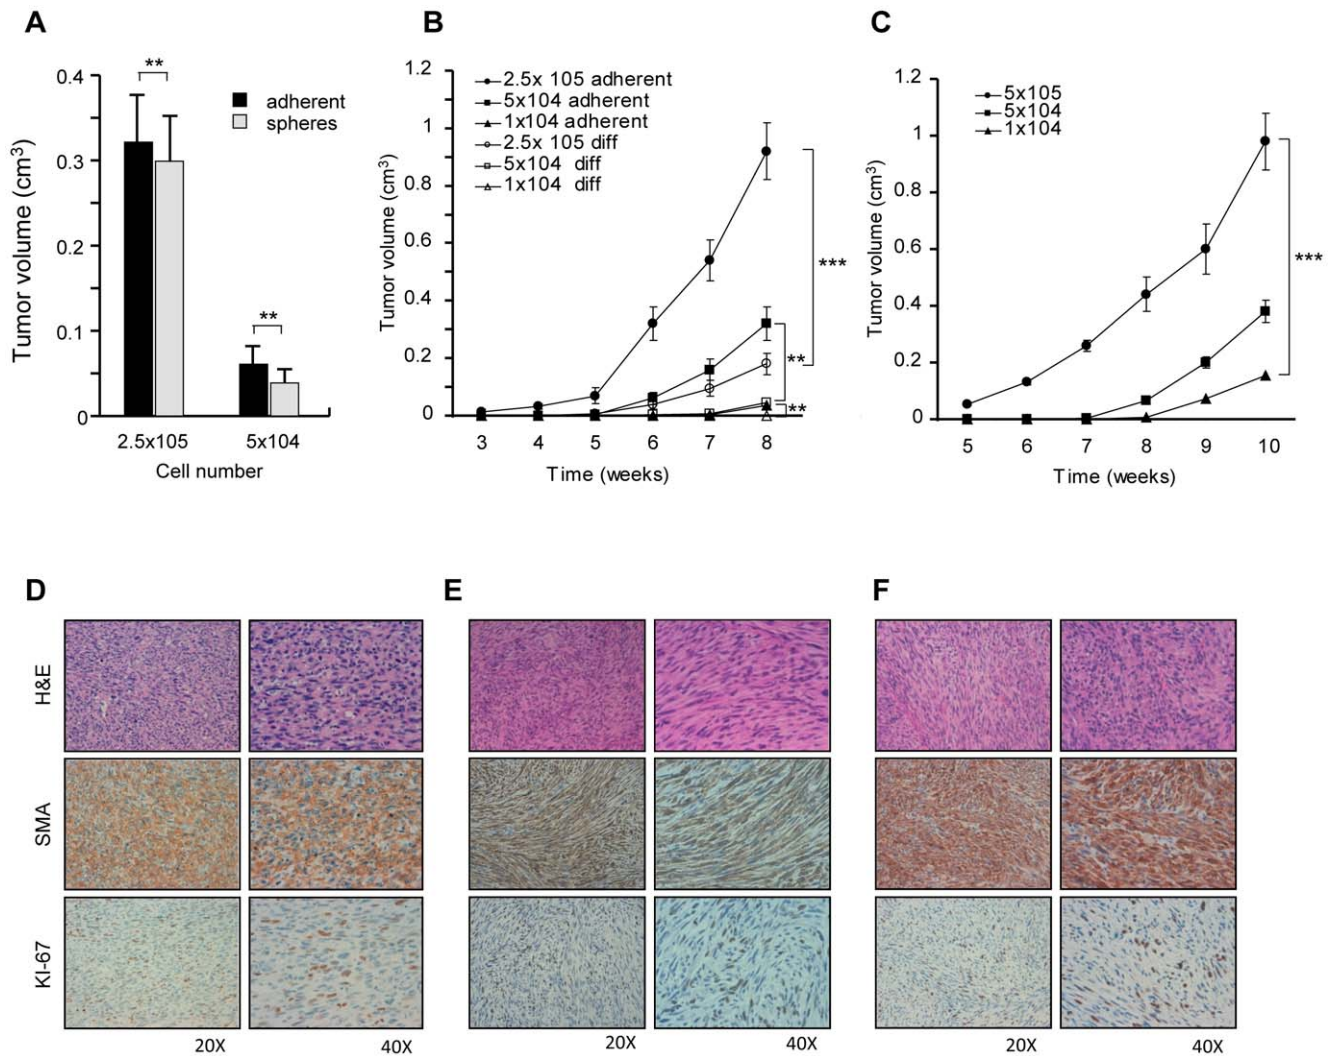 A
B
C
0.4
0.3
0.2
0.1
0
Tumor volume (cm3)
**
**
adherent
spheres
2.5x105
5x104
Cell number
1.2
1
0.8
0.6
0.4
0.2
0
Tumor volume (cm3)
2.5x 105 adherent
5x104 adherent
1x104 adherent
2.5x 105 diff
5x104 diff
1x104 diff
***
**
**
3 4 5 6 7 8
Time (weeks)
1.2
1
0.8
0.6
0.4
0.2
0
Tumor volume (cm3)
5x105
5x104
1x104
***
5 6 7 8 9 10
Time (weeks)
D
E
F
H&E
SMA
KI-67
20X 40X 20X 40X 20X 40X